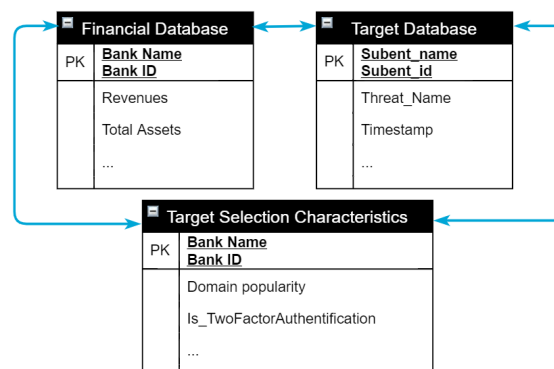 Financial Database
PK
Bank Name
Bank ID
Revenues
Total Assets
...
Target Database
PK
Subent_name
Subent_id
Threat_Name
Timestamp
...
Target Selection Characteristics
PK
Bank Name
Bank ID
Domain popularity
Is_TwoFactorAuthentification
...